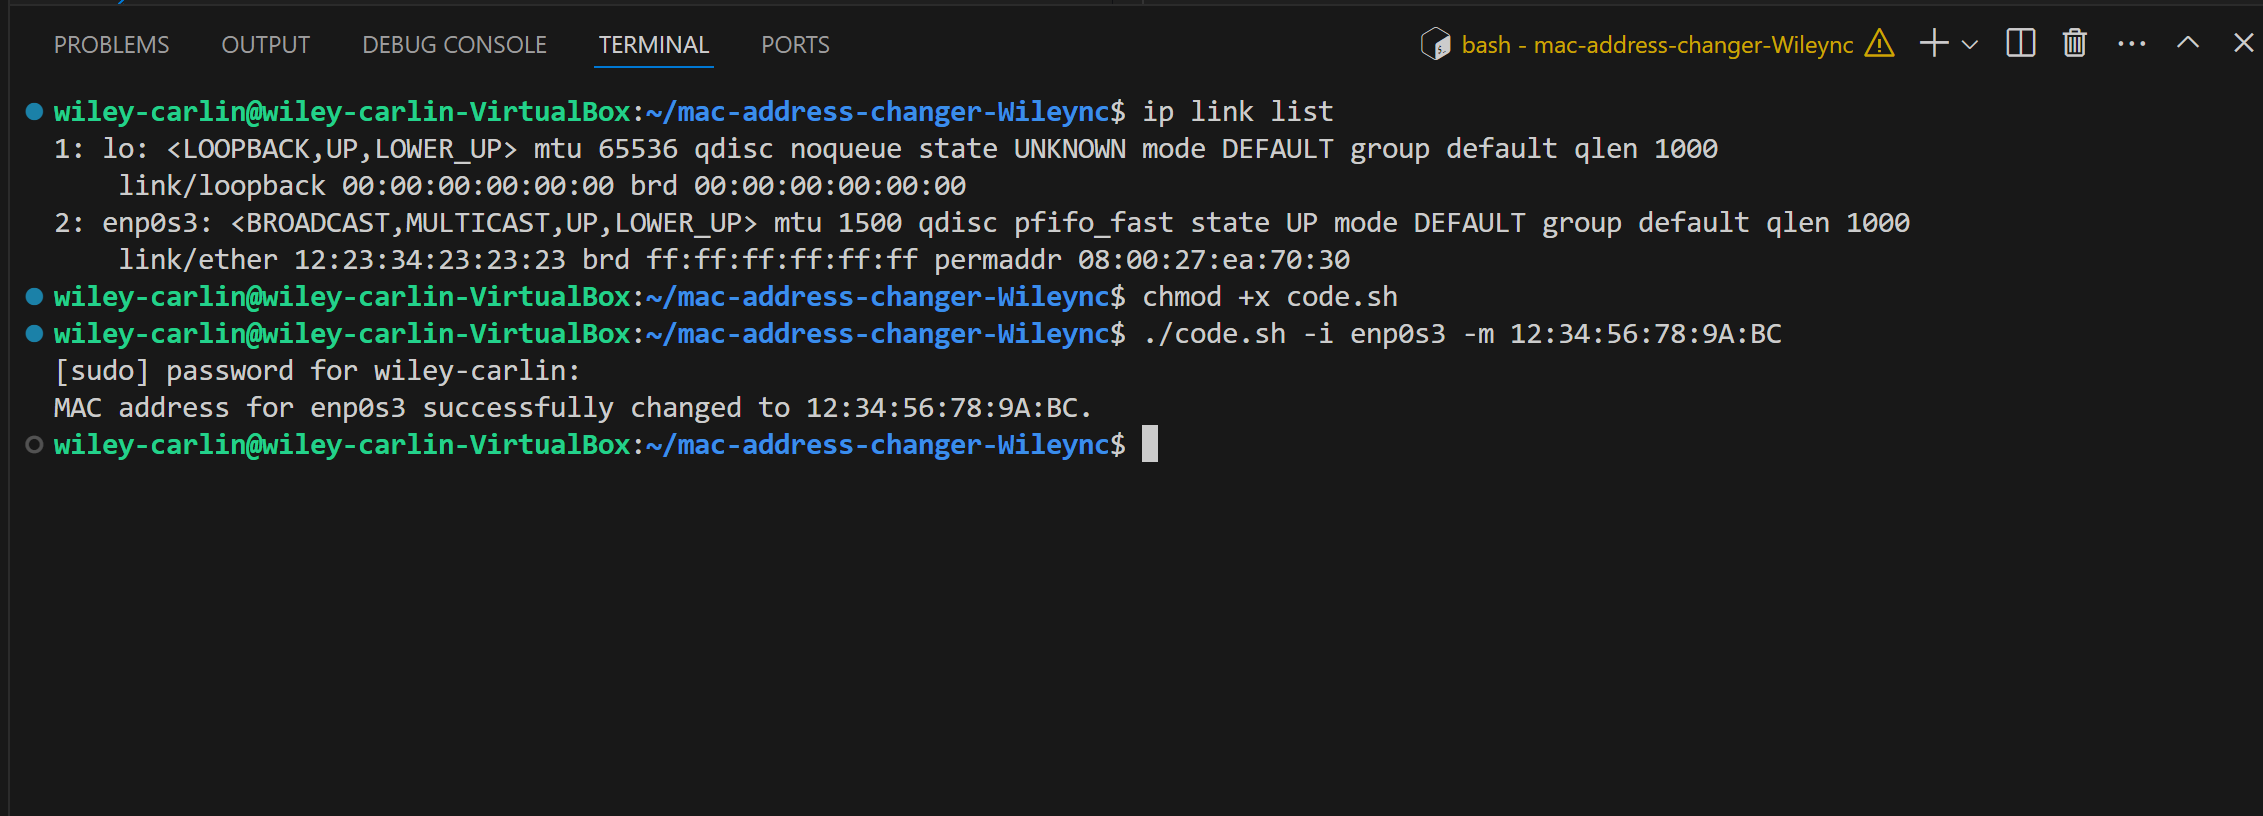 PROBLEMS OUTPUT DEBUG CONSOLE TERMINAL PORTS bash - mac-address-changer-Wileync
wiley-carlin@wiley-carlin-VirtualBox:~/mac-address-changer-Wileync$ ip link list
1: lo: <LOOPBACK,UP,LOWER_UP> mtu 65536 qdisc noqueue state UNKNOWN mode DEFAULT group default qlen 1000
    link/loopback 00:00:00:00:00:00 brd 00:00:00:00:00:00
2: enp0s3: <BROADCAST,MULTICAST,UP,LOWER_UP> mtu 1500 qdisc pfifo_fast state UP mode DEFAULT group default qlen 1000
    link/ether 12:23:34:23:23:23 brd ff:ff:ff:ff:ff:ff permaddr 08:00:27:ea:70:30
wiley-carlin@wiley-carlin-VirtualBox:~/mac-address-changer-Wileync$ chmod +x code.sh
wiley-carlin@wiley-carlin-VirtualBox:~/mac-address-changer-Wileync$ ./code.sh -i enp0s3 -m 12:34:56:78:9A:BC
[sudo] password for wiley-carlin:
MAC address for enp0s3 successfully changed to 12:34:56:78:9A:BC.
wiley-carlin@wiley-carlin-VirtualBox:~/mac-address-changer-Wileync$